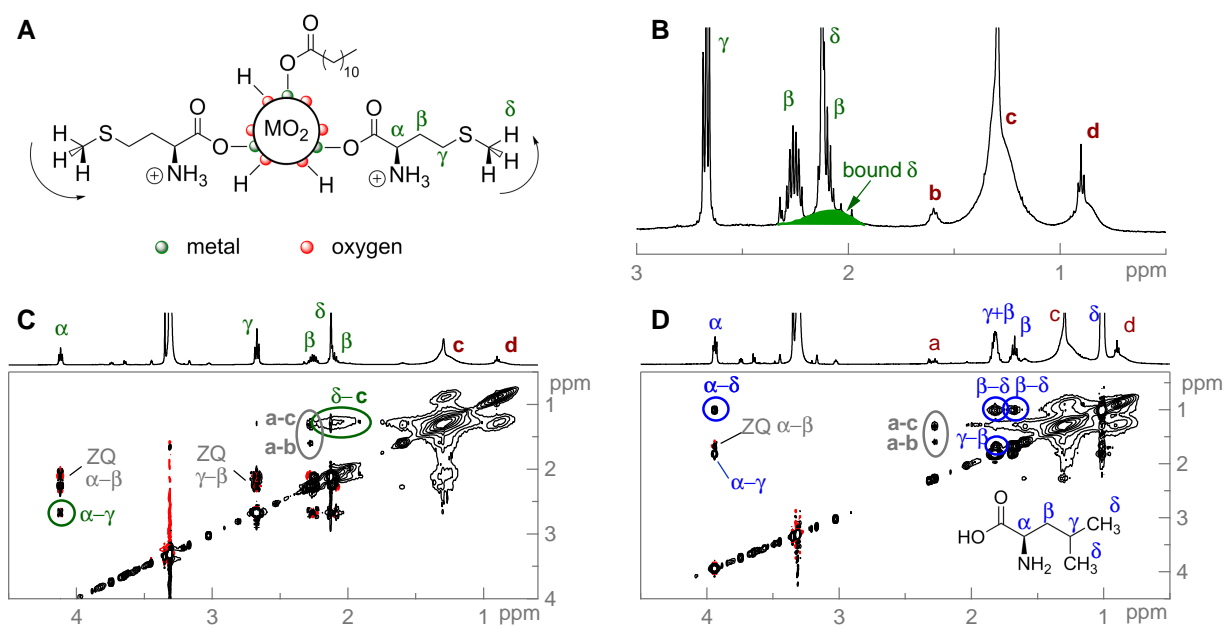 A
O
O
10
H
O
O
MO₂
S
O
O
S
δ
H
H
H
NH₃
H
H
α
β
γ
NH₃
H
H
H
metal
oxygen
B
γ
β
δ
β
bound δ
b
c
d
3
2
1
ppm
C
α
γ
β
δ
β
c
d
ppm
δ–c
a-c
a-b
ZQ
α–β
ZQ
γ–β
α–γ
1
2
3
4
4
3
2
1
ppm
D
α
a
γ+β
β
c
δ
d
ppm
α–δ
β–δ
β–δ
ZQ α–β
a-c
a-b
γ–β
α–γ
O
HO
α
β
γ
CH₃
δ
NH₂
CH₃
δ
1
2
3
4
4
3
2
1
ppm